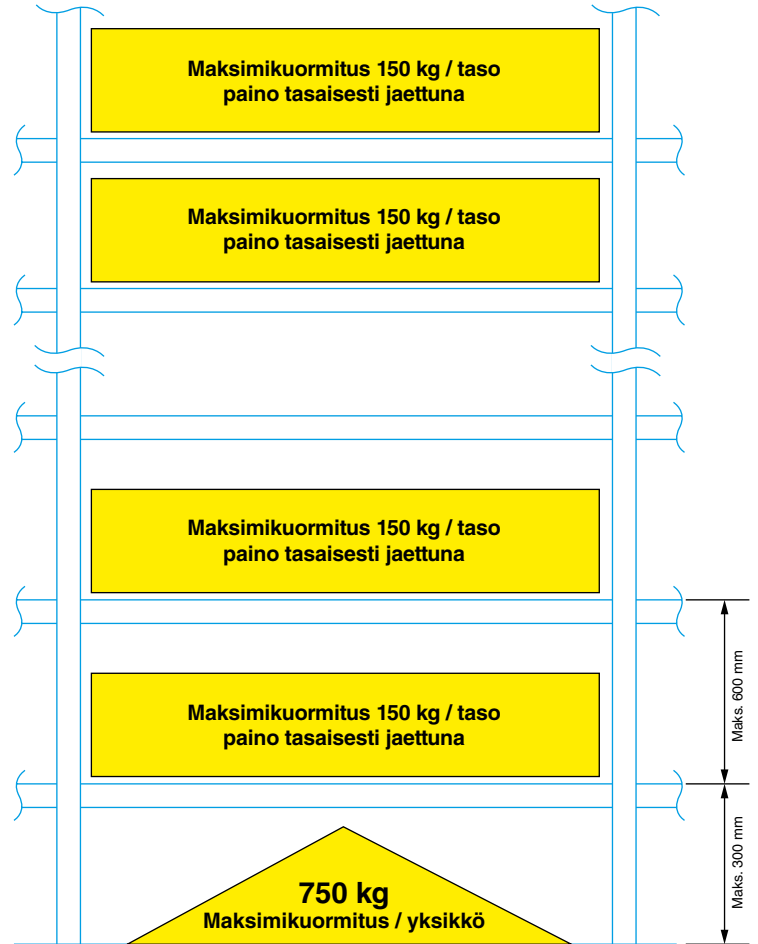 Maksimikuormitus 150 kg / taso
paino tasaisesti jaettuna
Maksimikuormitus 150 kg / taso
paino tasaisesti jaettuna
Maksimikuormitus 150 kg / taso
paino tasaisesti jaettuna
Maks. 600 mm
Maksimikuormitus 150 kg / taso
paino tasaisesti jaettuna
Maks. 300 mm
750 kg
Maksimikuormitus / yksikkö